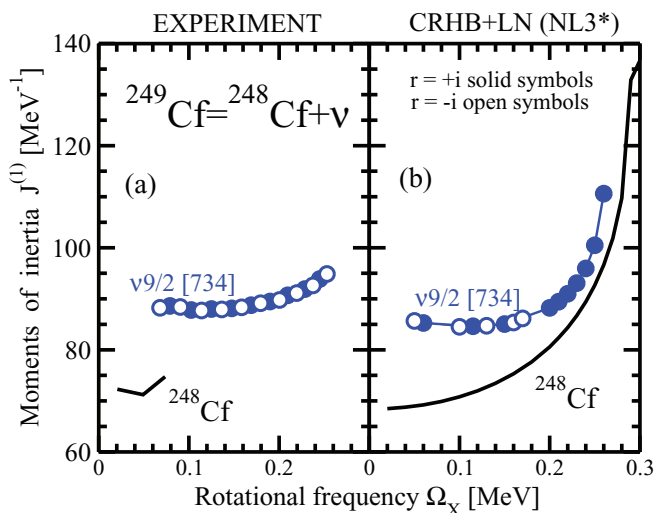 EXPERIMENT
CRHB+LN (NL3*)
Moments of inertia J⁽¹⁾ [MeV⁻¹]
140
120
100
80
60
²⁴⁹Cf=²⁴⁸Cf+ν
(a)
ν9/2 [734]
²⁴⁸Cf
r = +i solid symbols
r = -i open symbols
(b)
ν9/2 [734]
²⁴⁸Cf
0
0.1
0.2
0
0.1
0.2
0.3
Rotational frequency Ωₓ [MeV]